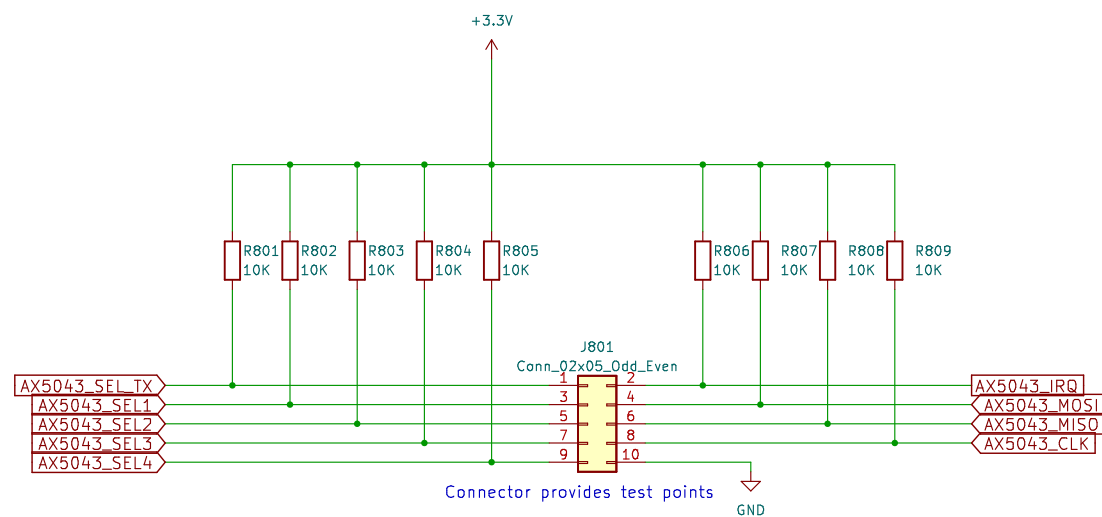 +3.3V
R801 R802 R803 R804 R805 R806 R807 R808 R809
10K 10K 10K 10K 10K 10K 10K 10K 10K
J801
Conn_02x05_Odd_Even
AX5043_SEL_TX 1 2 AX5043_IRQ
AX5043_SEL1 3 4 AX5043_MOSI
AX5043_SEL2 5 6 AX5043_MISO
AX5043_SEL3 7 8 AX5043_CLK
AX5043_SEL4 9 10
Connector provides test points
GND